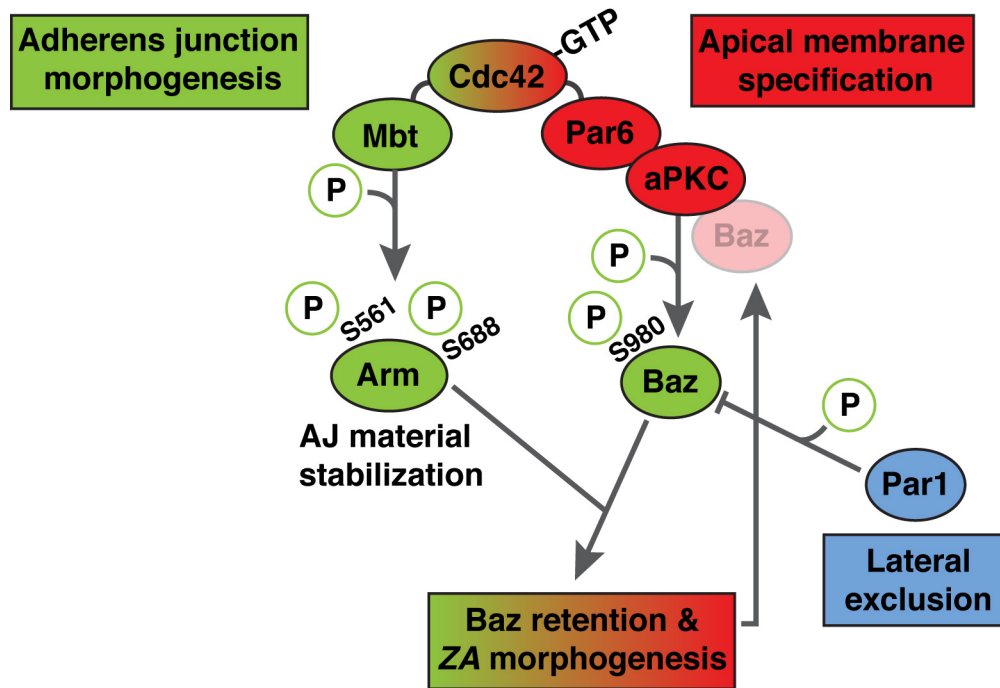 Adherens junction
morphogenesis
Cdc42
-GTP
Apical membrane
specification
Mbt
Par6
aPKC
P
Baz
P
P
P
S561
S688
P
S980
Arm
Baz
AJ material
stabilization
P
Par1
Lateral
exclusion
Baz retention &
ZA morphogenesis